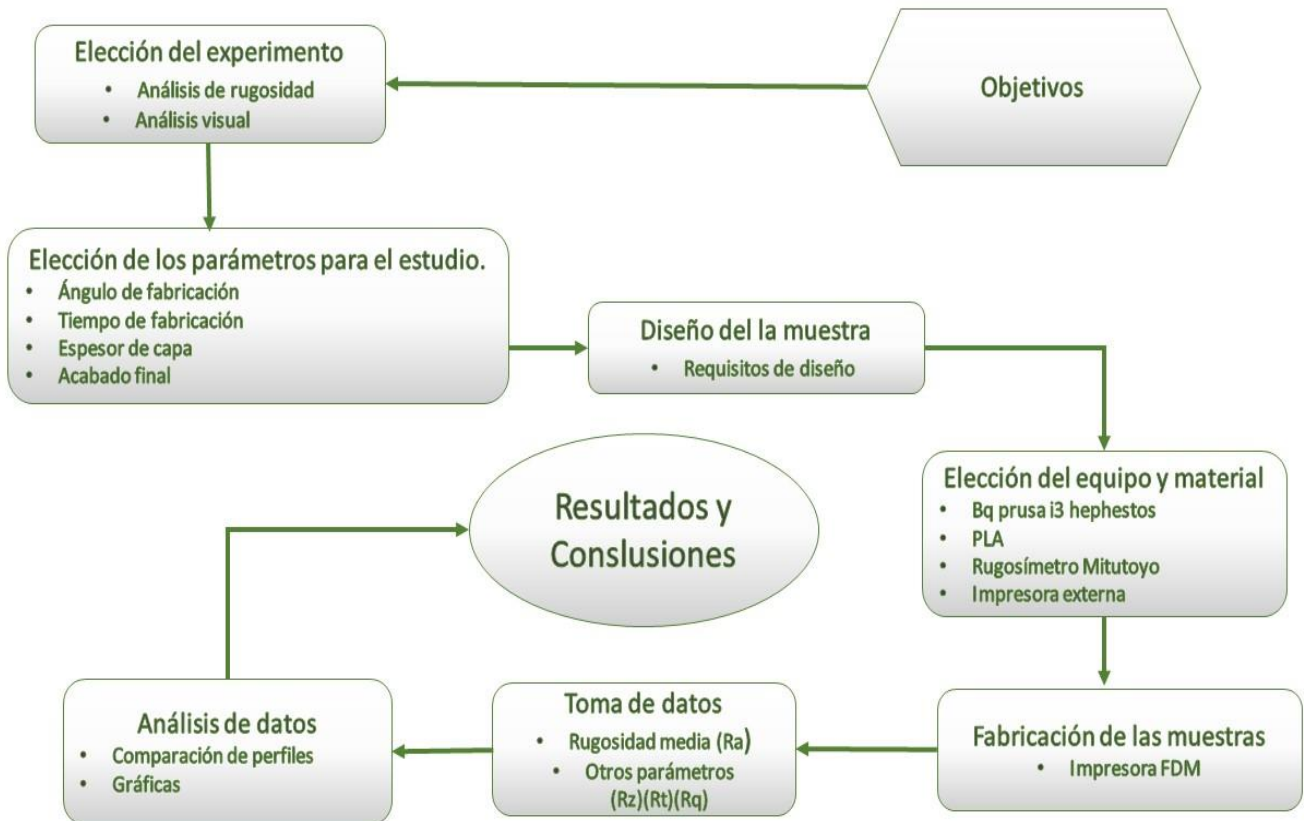 Objetivos
Elección del experimento
• Análisis de rugosidad
• Análisis visual
Elección de los parámetros para el estudio.
• Ángulo de fabricación
• Tiempo de fabricación
• Espesor de capa
• Acabado final
Diseño del la muestra
• Requisitos de diseño
Elección del equipo y material
• Bq prusa i3 hephestos
• PLA
• Rugosímetro Mitutoyo
• Impresora externa
Fabricación de las muestras
• Impresora FDM
Toma de datos
• Rugosidad media (Ra)
• Otros parámetros
(Rz)(Rt)(Rq)
Análisis de datos
• Comparación de perfiles
• Gráficas
Resultados y
Conslusiones